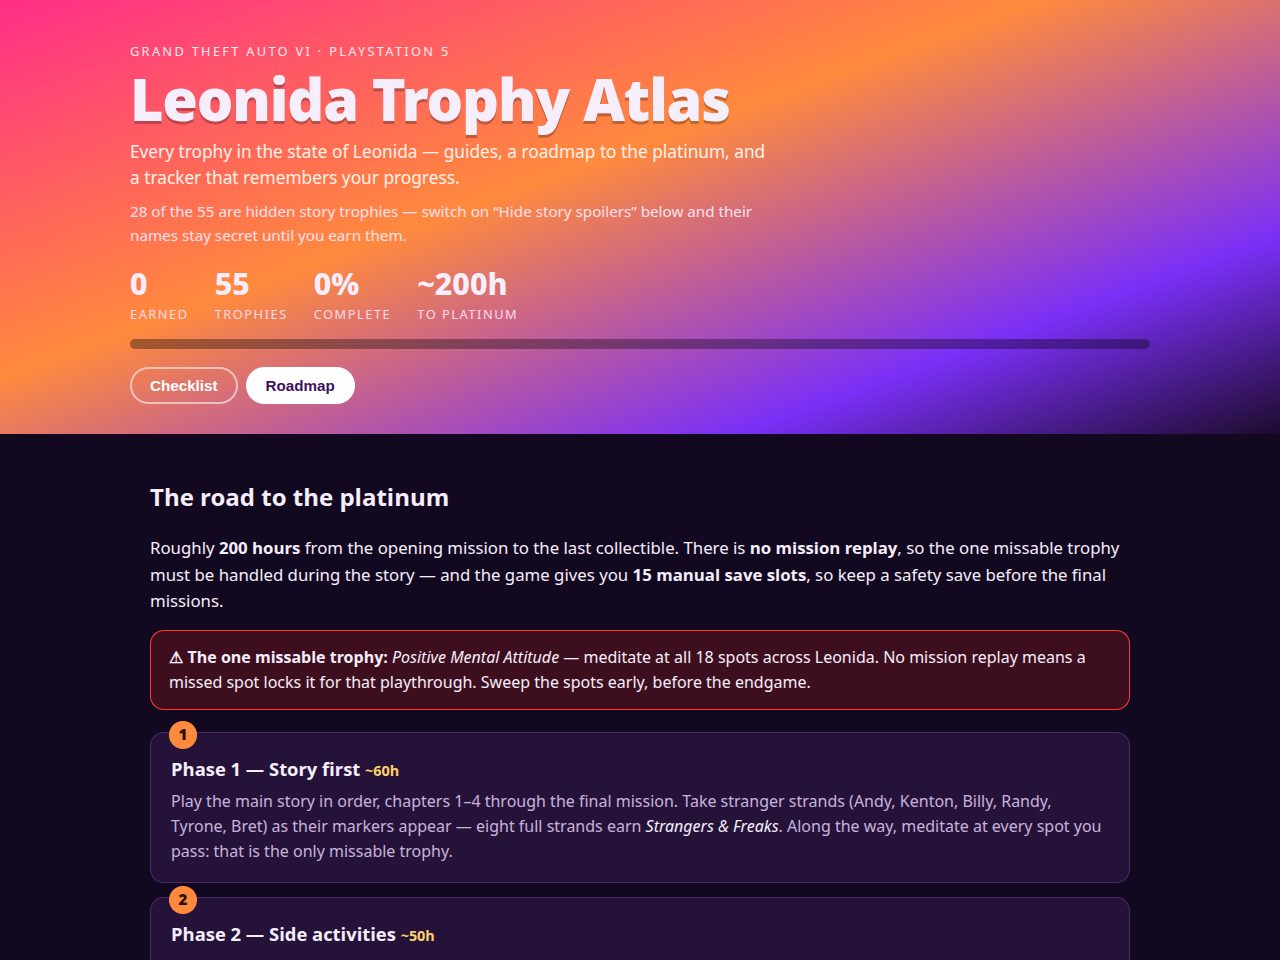 GRAND THEFT AUTO VI · PLAYSTATION 5
Leonida Trophy Atlas
Every trophy in the state of Leonida — guides, a roadmap to the platinum, and
a tracker that remembers your progress.
28 of the 55 are hidden story trophies — switch on “Hide story spoilers” below and their
names stay secret until you earn them.
0 55 0% ~200h
EARNED TROPHIES COMPLETE TO PLATINUM
Checklist Roadmap
The road to the platinum
Roughly 200 hours from the opening mission to the last collectible. There is no mission replay, so the one missable trophy
must be handled during the story — and the game gives you 15 manual save slots, so keep a safety save before the final
missions.
⚠ The one missable trophy: Positive Mental Attitude — meditate at all 18 spots across Leonida. No mission replay means a
missed spot locks it for that playthrough. Sweep the spots early, before the endgame.
1
Phase 1 — Story first ~60h
Play the main story in order, chapters 1–4 through the final mission. Take stranger strands (Andy, Kenton, Billy, Randy,
Tyrone, Bret) as their markers appear — eight full strands earn Strangers & Freaks. Along the way, meditate at every spot you
pass: that is the only missable trophy.
2
Phase 2 — Side activities ~50h